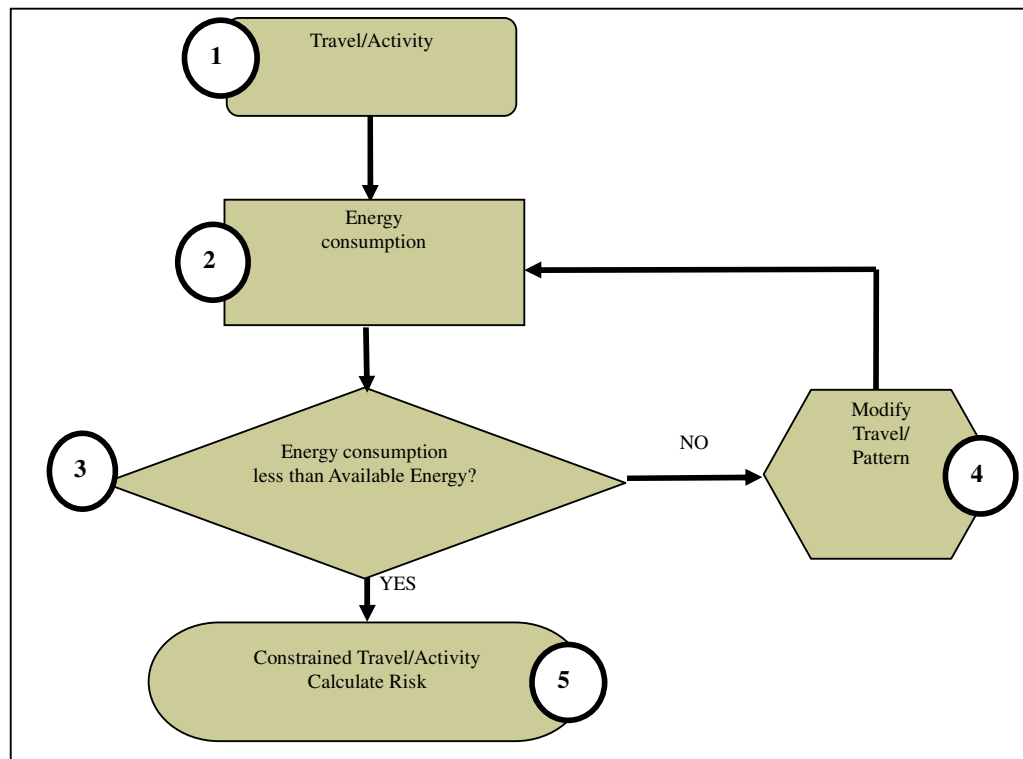 1
Travel/Activity
2
Energy
consumption
3
Energy consumption
less than Available Energy?
NO
Modify
Travel/
Pattern
4
YES
Constrained Travel/Activity
Calculate Risk
5